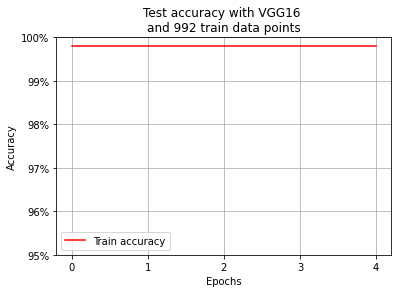 Test accuracy with VGG16
and 992 train data points
100%
99%
98%
97%
96%
95%
Accuracy
Train accuracy
0
1
2
3
4
Epochs